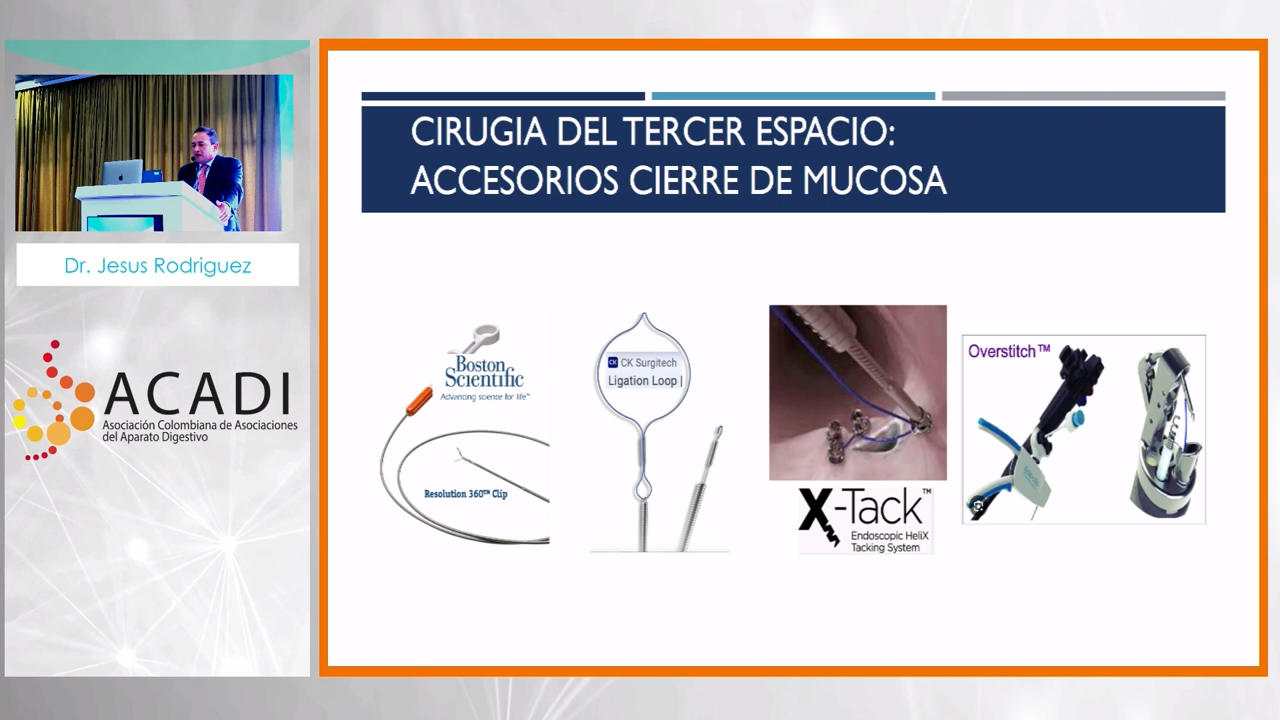 Dr. Jesus Rodriguez
ACADI
Asociación Colombiana de Asociaciones
del Aparato Digestivo
CIRUGIA DEL TERCER ESPACIO:
ACCESORIOS CIERRE DE MUCOSA
Boston
Scientific
Advancing science for life™
Resolution 360™ Clip
CK CK Surgitech
Ligation Loop |
X-Tack™
Endoscopic HeliX
Tacking System
Overstitch™